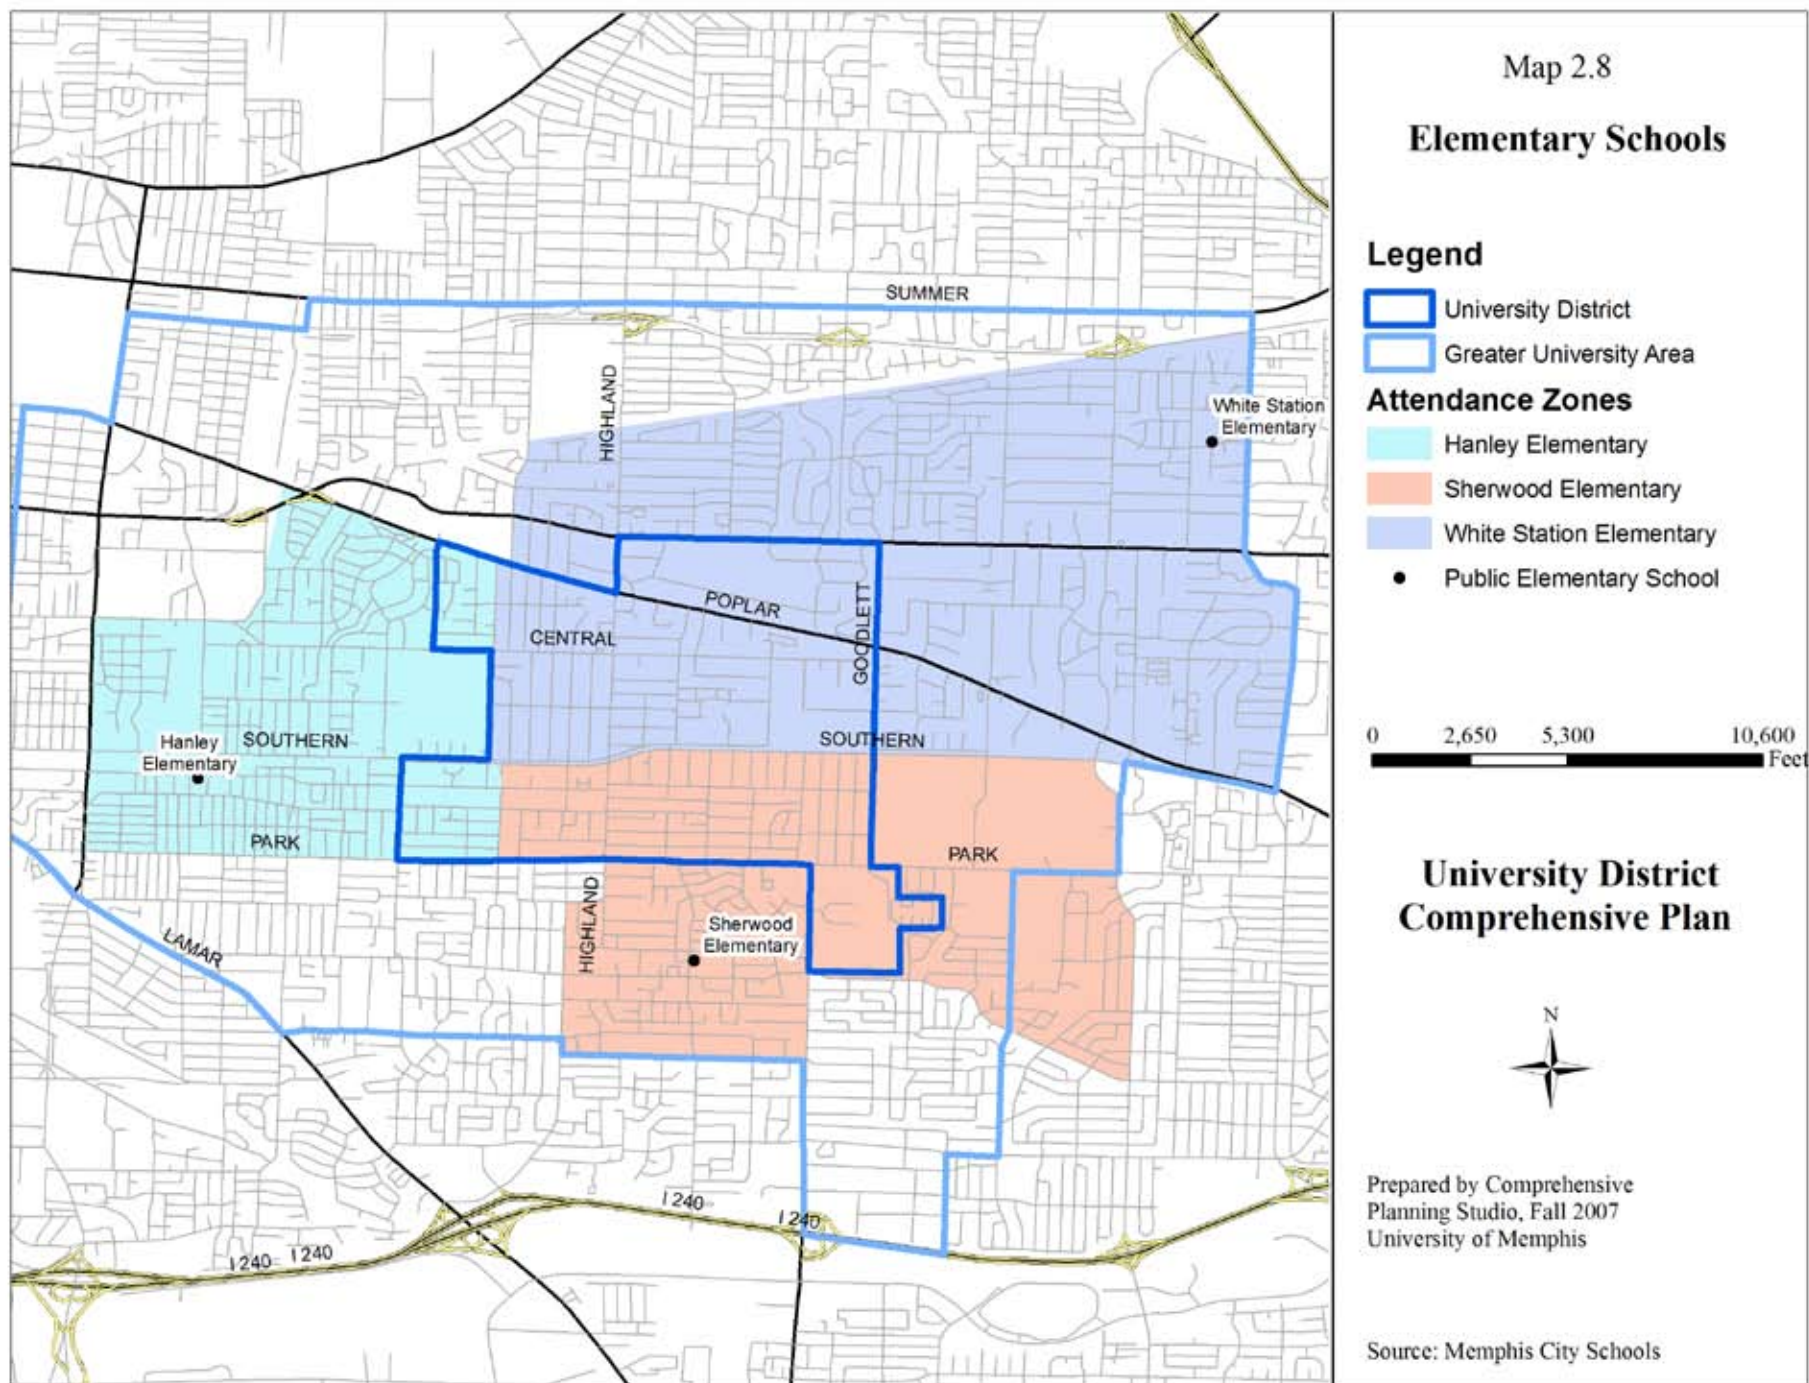 Map 2.8
Elementary Schools
Legend
University District
Greater University Area
Attendance Zones
Hanley Elementary
Sherwood Elementary
White Station Elementary
Public Elementary School
0 2,650 5,300 10,600
Feet
University District
Comprehensive Plan
N
Prepared by Comprehensive
Planning Studio, Fall 2007
University of Memphis
Source: Memphis City Schools
SUMMER
HIGHLAND
White Station
Elementary
POPLAR
CENTRAL
GOODLETT
SOUTHERN
SOUTHERN
Hanley
Elementary
PARK
PARK
HIGHLAND
Sherwood
Elementary
LAMAR
I 240
I 240
I 240
I 240